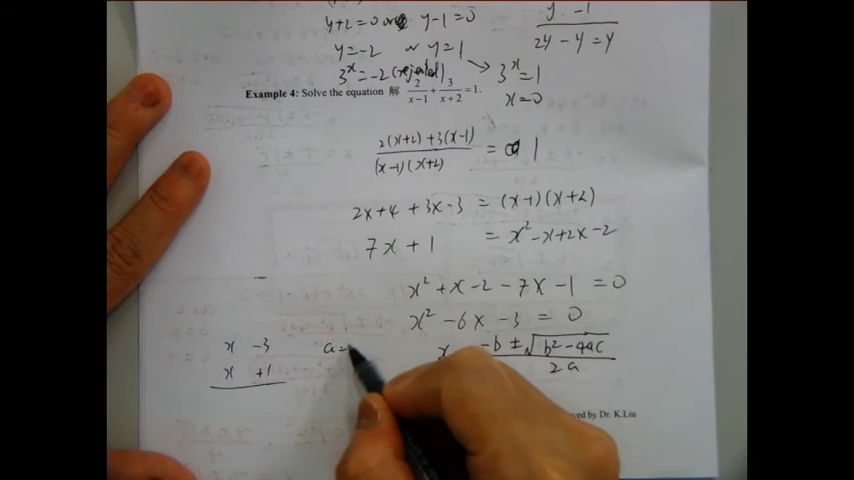 y+2=0 or y-1=0
y -1
y=-2 or y=1
2y-y=y
3^x=-2 (rejected) 3^x=1
Example 4: Solve the equation 解 2/(x-1) + 3/(x+2) = 1.
x=0
(2(x+2)+3(x-1))/((x-1)(x+2)) = 1
2x+4+3x-3 = (x-1)(x+2)
7x+1 = x²-x+2x-2
x²+x-2-7x-1=0
x²-6x-3=0
x -3 a= x -b±√(b²-4ac)/2a
x +1
ved by Dr. K.Liu